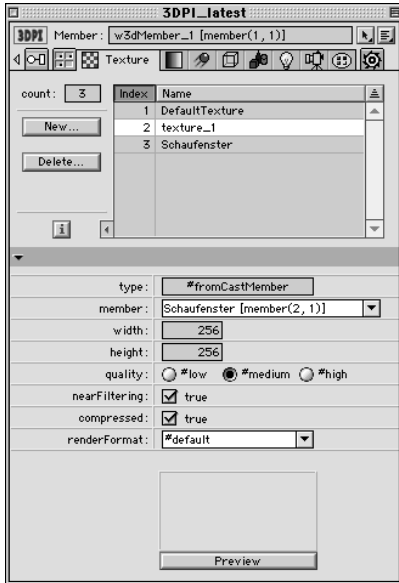 3DPI_latest
3DPI Member: w3dMember_1 [member(1, 1)]
Texture
count: 3
Index Name
1 DefaultTexture
New...
2 texture_1
3 Schaufenster
Delete...
i
type: #fromCastMember
member: Schaufenster [member(2, 1)]
width: 256
height: 256
quality: #low #medium #high
nearFiltering: true
compressed: true
renderFormat: #default
Preview